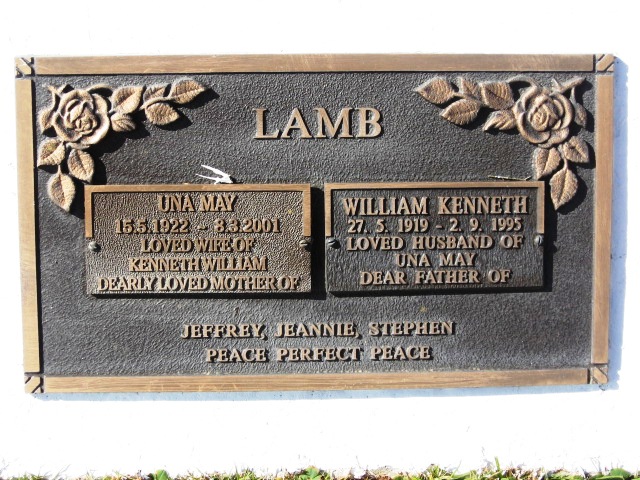 LAMB
UNA MAY
15.5.1922 - 8.3.2001
LOVED WIFE OF
KENNETH WILLIAM
DEARLY LOVED MOTHER OF
WILLIAM KENNETH
27. 5. 1919 - 2. 9. 1995
LOVED HUSBAND OF
UNA MAY
DEAR FATHER OF
JEFFREY, JEANNIE, STEPHEN
PEACE PERFECT PEACE